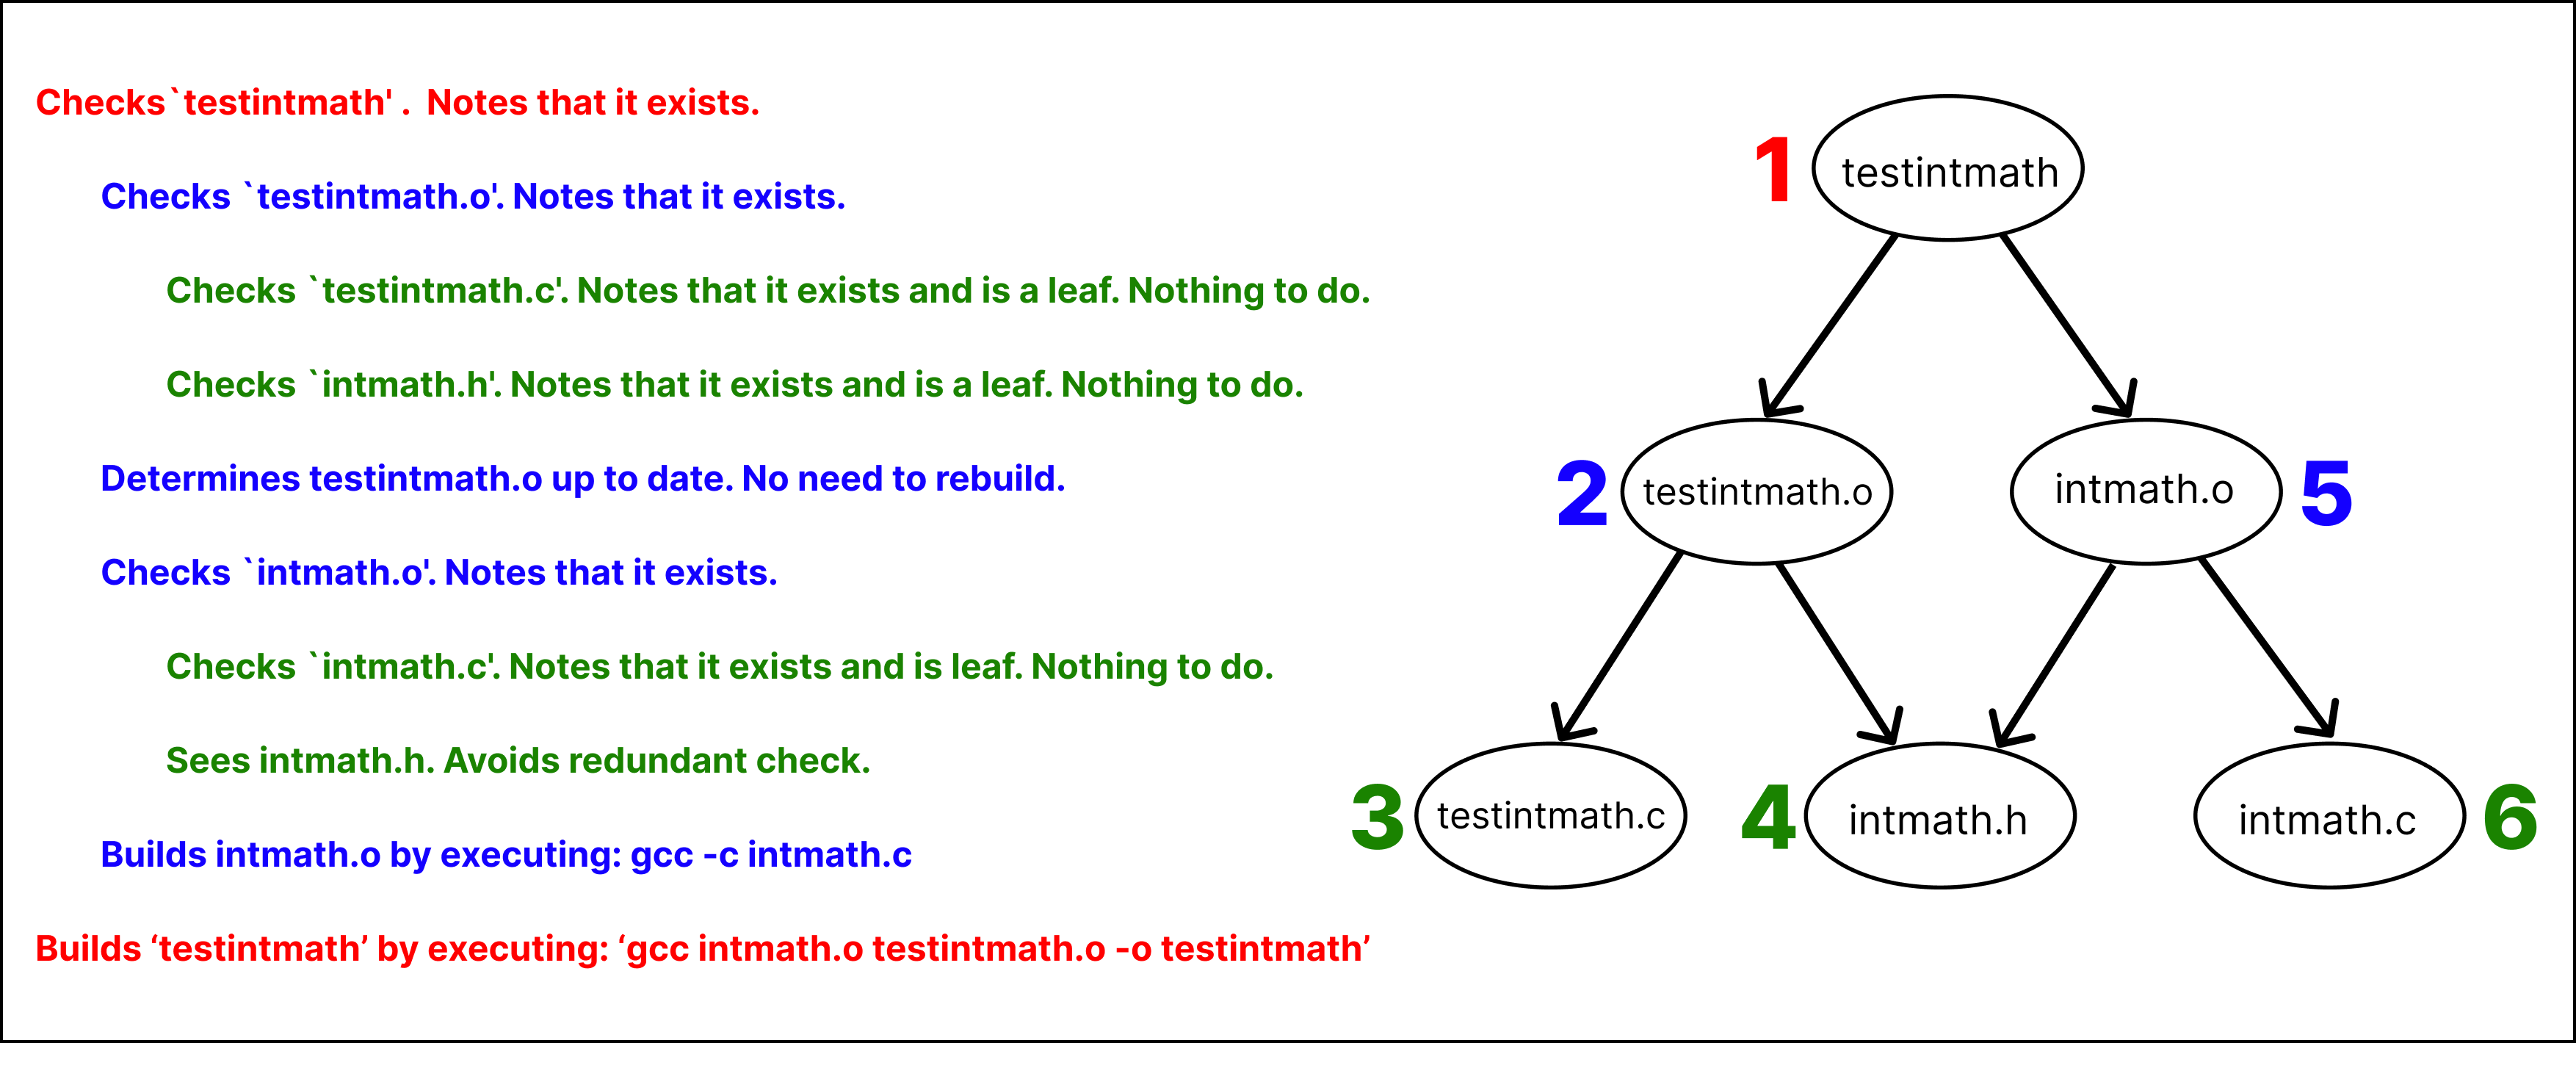 Checks`testintmath' .  Notes that it exists.
Checks `testintmath.o'. Notes that it exists.
Checks `testintmath.c'. Notes that it exists and is a leaf. Nothing to do.
Checks `intmath.h'. Notes that it exists and is a leaf. Nothing to do.
Determines testintmath.o up to date. No need to rebuild.
Checks `intmath.o'. Notes that it exists.
Checks `intmath.c'. Notes that it exists and is leaf. Nothing to do.
Sees intmath.h. Avoids redundant check.
Builds intmath.o by executing: gcc -c intmath.c
Builds ‘testintmath’ by executing: ‘gcc intmath.o testintmath.o -o testintmath’
1 testintmath
2 testintmath.o
intmath.o 5
3 testintmath.c
4 intmath.h
intmath.c 6